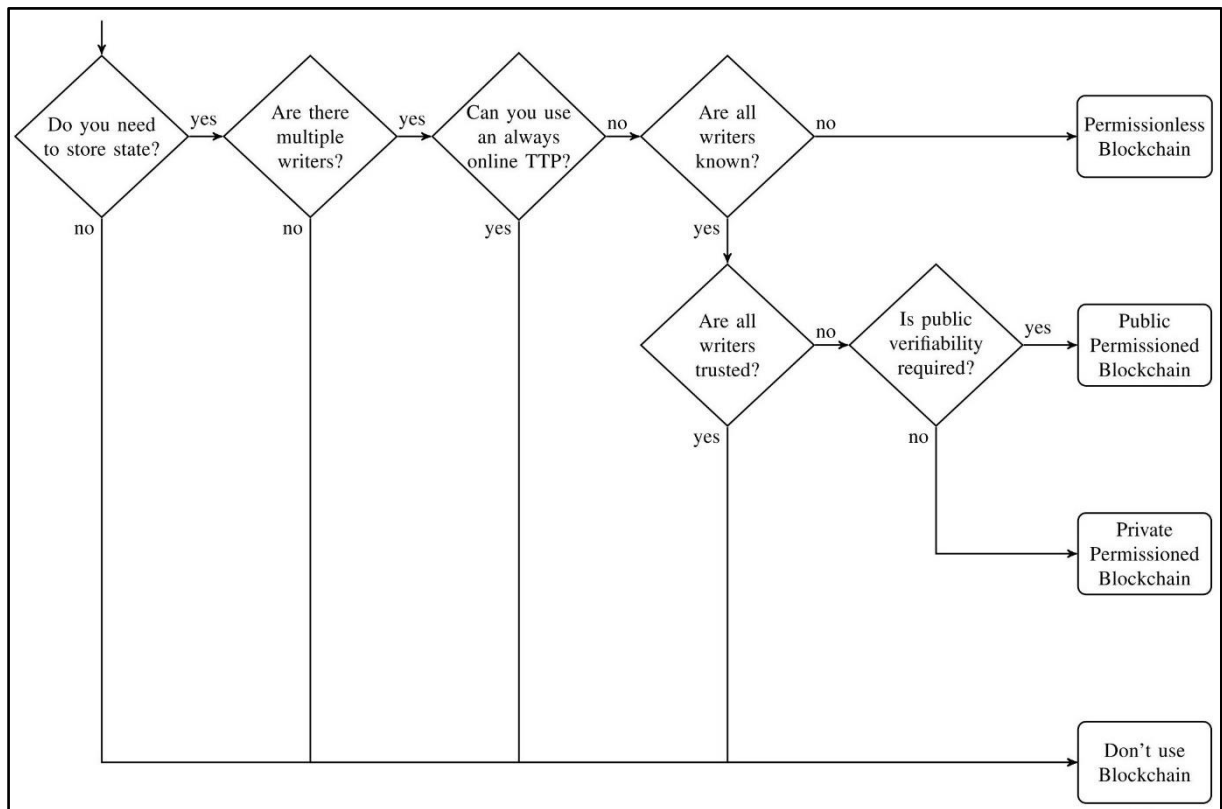 Do you need
to store state?
yes
no
Are there
multiple
writers?
yes
no
Can you use
an always
online TTP?
no
yes
Are all
writers
known?
no
yes
Permissionless
Blockchain
Are all
writers
trusted?
no
yes
Is public
verifiability
required?
yes
no
Public
Permissioned
Blockchain
Private
Permissioned
Blockchain
Don't use
Blockchain